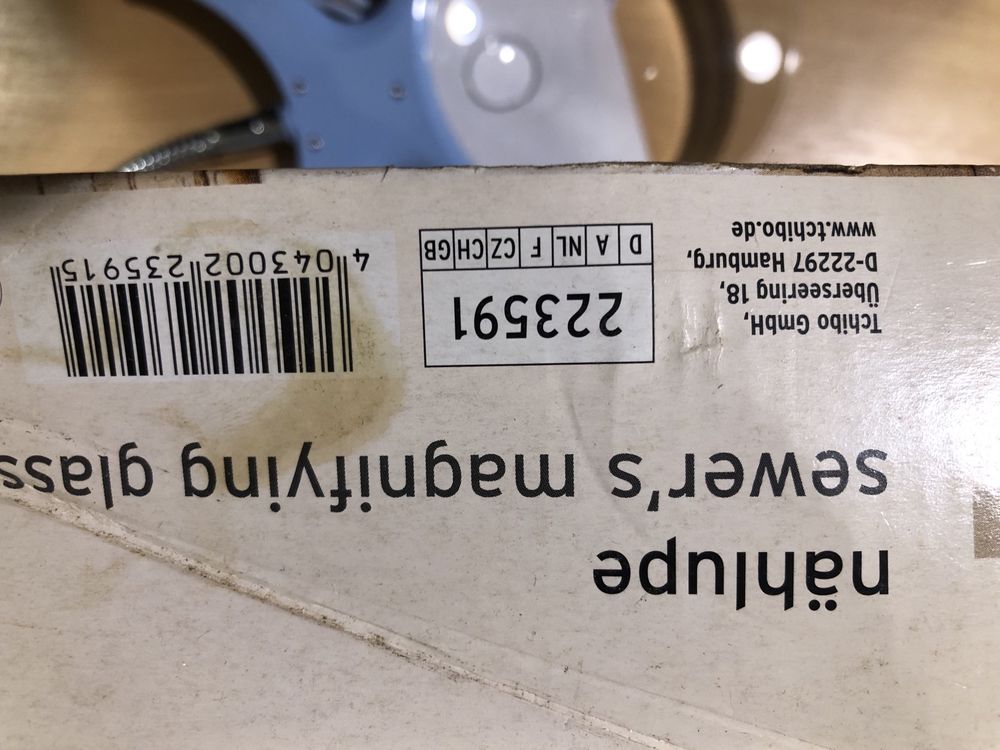 nählupe
sewer's magnifying glass
Tchibo GmbH,
Überseering 18,
D-22297 Hamburg,
www.tchibo.de
223591
D A NL F CZ CH GB
4 043002 235915